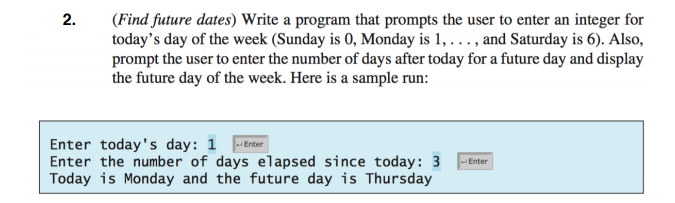 2. (Find future dates) Write a program that prompts the user to enter an integer for
today's day of the week (Sunday is 0, Monday is 1, . . . , and Saturday is 6). Also,
prompt the user to enter the number of days after today for a future day and display
the future day of the week. Here is a sample run:
Enter today's day: 1 ↵Enter
Enter the number of days elapsed since today: 3 ↵Enter
Today is Monday and the future day is Thursday